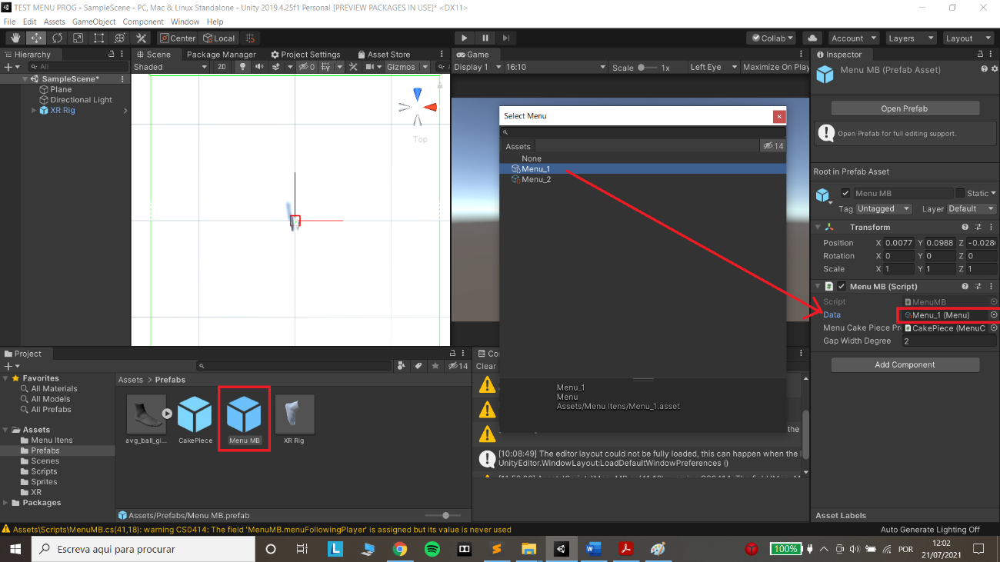 TEST MENU PROG - SampleScene - PC, Mac & Linux Standalone - Unity 2019.4.25f1 Personal [PREVIEW PACKAGES IN USE]* <DX11>
File Edit Assets GameObject Component Window Help
Center Local Collab Account Layers Layout
Hierarchy
All
SampleScene*
Plane
Directional Light
XR Rig
Scene Package Manager Project Settings Asset Store
Shaded 2D 0 Gizmos
Top
Game
Display 1 16:10 Scale 1x Left Eye Maximize On Play
Select Menu
Assets 14
None
Menu_1
Menu_2
Menu_1
Menu
Assets/Menu Itens/Menu_1.asset
Inspector
Menu MB (Prefab Asset)
Open Prefab
Open Prefab for full editing support.
Root in Prefab Asset
Menu MB Static
Tag Untagged Layer Default
Transform
Position X 0.0077 Y 0.0988 Z -0.028
Rotation X 0 Y 0 Z 0
Scale X 1 Y 1 Z 1
Menu MB (Script)
Script MenuMB
Data Menu_1 (Menu)
Menu Cake Piece Pr CakePiece (MenuC
Gap Width Degree 2
Add Component
Asset Labels
Project
14
Favorites
All Materials
All Models
All Prefabs
Assets
Menu Itens
Prefabs
Scenes
Scripts
Sprites
XR
Packages
Assets > Prefabs
avg_ball_gi...
CakePiece
Menu MB
XR Rig
Assets/Prefabs/Menu MB.prefab
Co
Clear
the
[10:08:49] The editor layout could not be fully loaded, this can happen when the
UnityEditor.WindowLayout:LoadDefaultWindowPreferences ()
Assets\Scripts\MenuMB.cs(41,18): warning CS0414: The field 'MenuMB.menuFollowingPlayer' is assigned but its value is never used
Auto Generate Lighting Off
Escreva aqui para procurar
100%
POR
12:02
21/07/2021